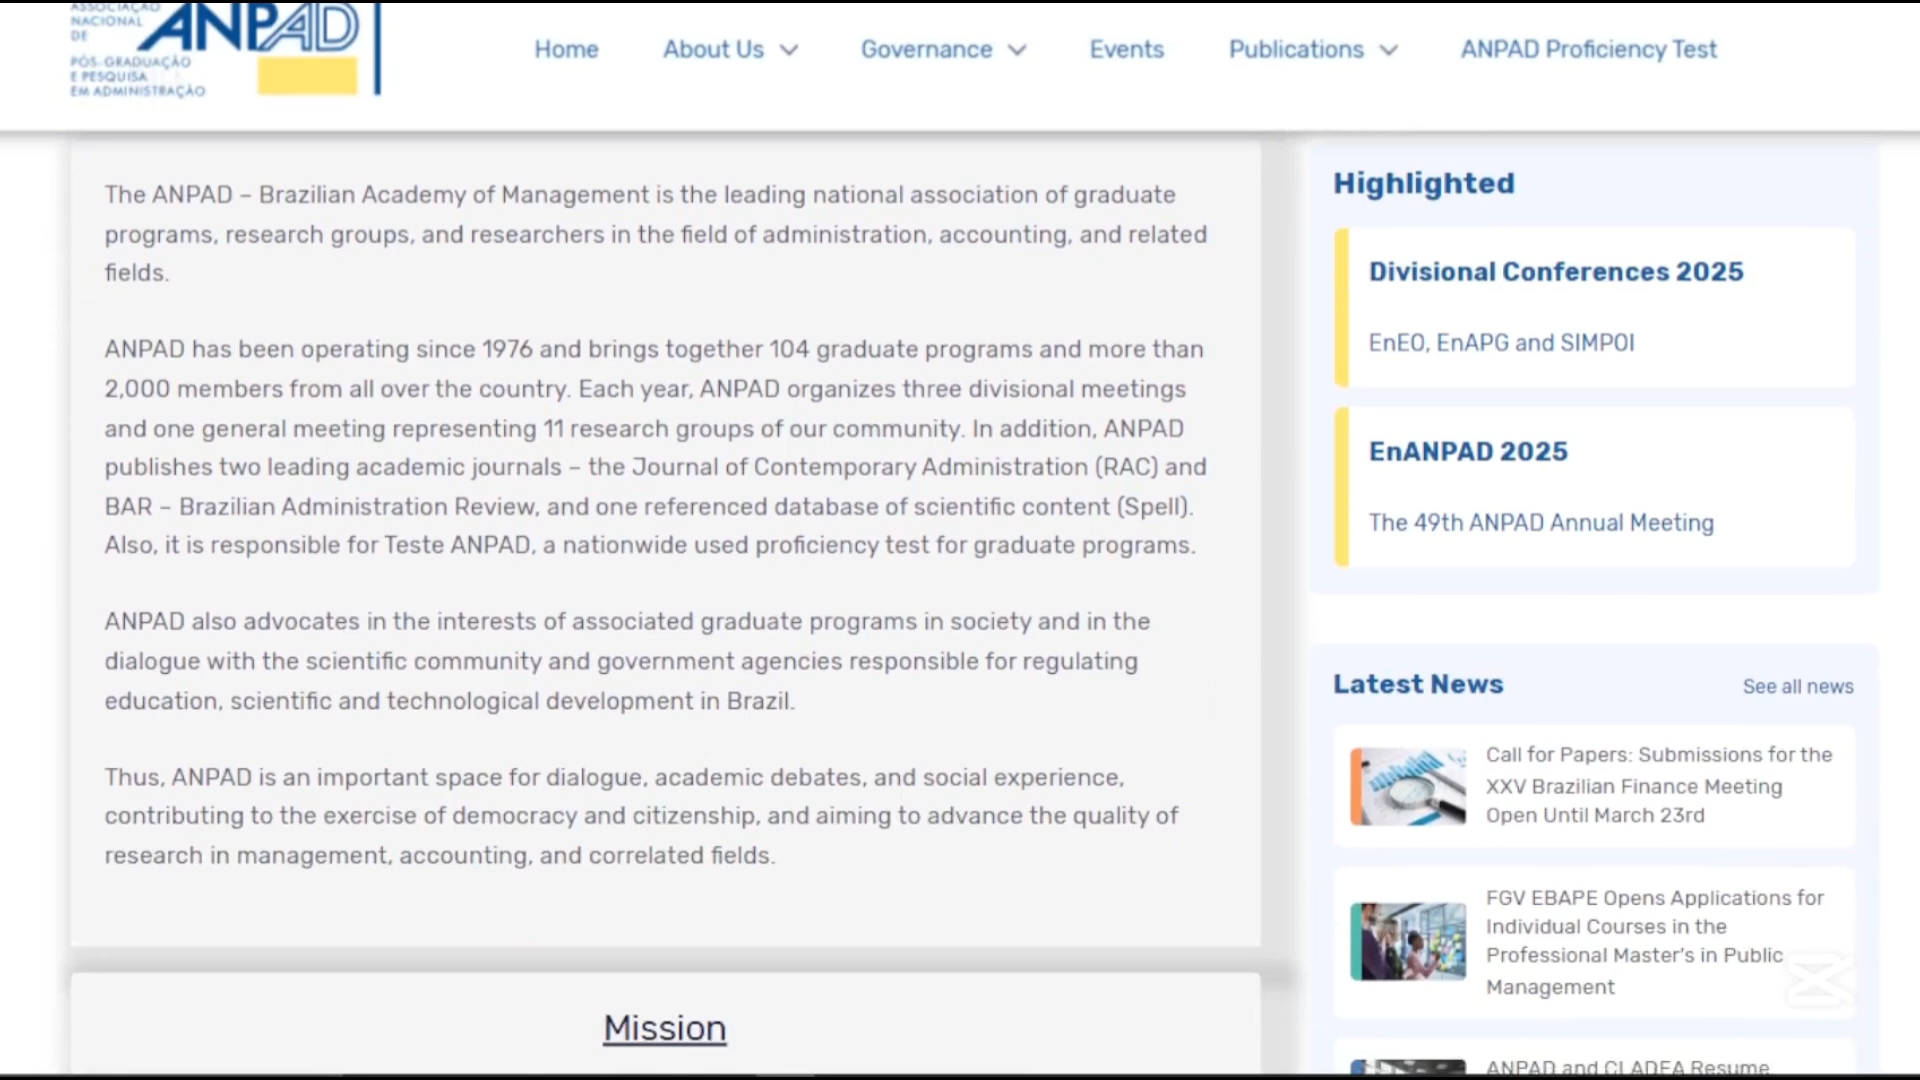 ASSOCIAÇÃO
NACIONAL
DE
PÓS-GRADUAÇÃO
E PESQUISA
EM ADMINISTRAÇÃO
ANPAD
Home
About Us
Governance
Events
Publications
ANPAD Proficiency Test
The ANPAD – Brazilian Academy of Management is the leading national association of graduate
programs, research groups, and researchers in the field of administration, accounting, and related
fields.
ANPAD has been operating since 1976 and brings together 104 graduate programs and more than
2,000 members from all over the country. Each year, ANPAD organizes three divisional meetings
and one general meeting representing 11 research groups of our community. In addition, ANPAD
publishes two leading academic journals – the Journal of Contemporary Administration (RAC) and
BAR – Brazilian Administration Review, and one referenced database of scientific content (Spell).
Also, it is responsible for Teste ANPAD, a nationwide used proficiency test for graduate programs.
ANPAD also advocates in the interests of associated graduate programs in society and in the
dialogue with the scientific community and government agencies responsible for regulating
education, scientific and technological development in Brazil.
Thus, ANPAD is an important space for dialogue, academic debates, and social experience,
contributing to the exercise of democracy and citizenship, and aiming to advance the quality of
research in management, accounting, and correlated fields.
Mission
Highlighted
Divisional Conferences 2025
EnEO, EnAPG and SIMPOI
EnANPAD 2025
The 49th ANPAD Annual Meeting
Latest News
See all news
Call for Papers: Submissions for the
XXV Brazilian Finance Meeting
Open Until March 23rd
FGV EBAPE Opens Applications for
Individual Courses in the
Professional Master's in Public
Management
ANPAD and CLADEA Resume